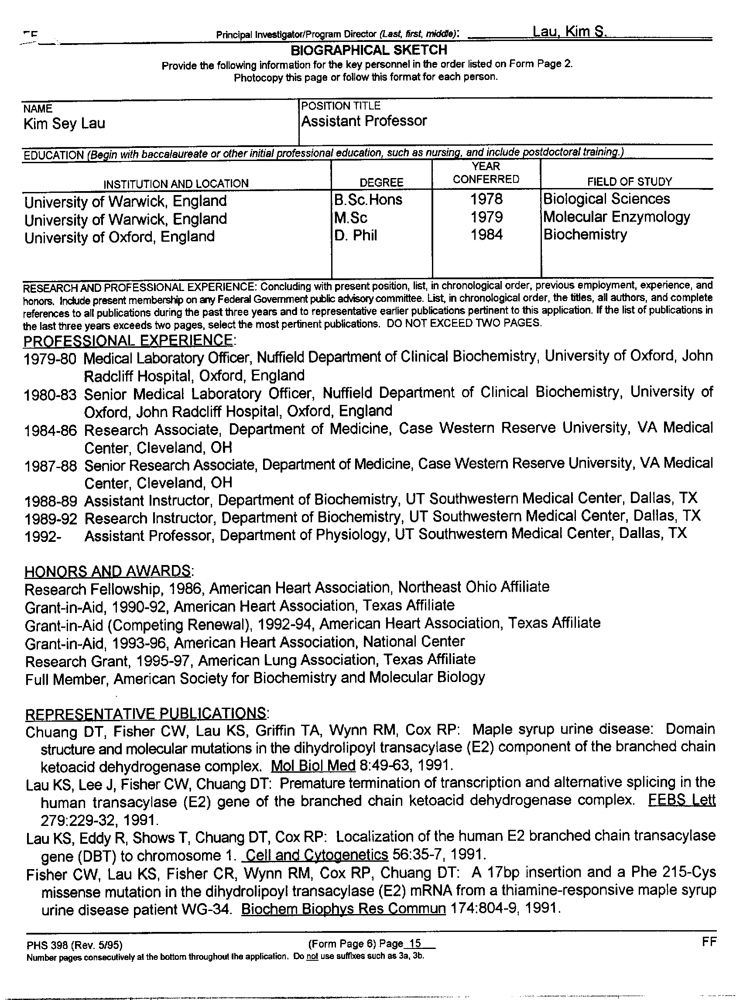 FF
Principal Investigator/Program Director (Last, first, middle): Lau, Kim S.
BIOGRAPHICAL SKETCH
Provide the following information for the key personnel in the order listed on Form Page 2.
Photocopy this page or follow this format for each person.
NAME
Kim Sey Lau
POSITION TITLE
Assistant Professor
EDUCATION (Begin with baccalaureate or other initial professional education, such as nursing, and include postdoctoral training.)
INSTITUTION AND LOCATION DEGREE YEAR CONFERRED FIELD OF STUDY
University of Warwick, England B.Sc.Hons 1978 Biological Sciences
University of Warwick, England M.Sc 1979 Molecular Enzymology
University of Oxford, England D. Phil 1984 Biochemistry
RESEARCH AND PROFESSIONAL EXPERIENCE: Concluding with present position, list, in chronological order, previous employment, experience, and
honors. Include present membership on any Federal Government public advisory committee. List, in chronological order, the titles, all authors, and complete
references to all publications during the past three years and to representative earlier publications pertinent to this application. If the list of publications in
the last three years exceeds two pages, select the most pertinent publications. DO NOT EXCEED TWO PAGES.
PROFESSIONAL EXPERIENCE:
1979-80 Medical Laboratory Officer, Nuffield Department of Clinical Biochemistry, University of Oxford, John
Radcliff Hospital, Oxford, England
1980-83 Senior Medical Laboratory Officer, Nuffield Department of Clinical Biochemistry, University of
Oxford, John Radcliff Hospital, Oxford, England
1984-86 Research Associate, Department of Medicine, Case Western Reserve University, VA Medical
Center, Cleveland, OH
1987-88 Senior Research Associate, Department of Medicine, Case Western Reserve University, VA Medical
Center, Cleveland, OH
1988-89 Assistant Instructor, Department of Biochemistry, UT Southwestern Medical Center, Dallas, TX
1989-92 Research Instructor, Department of Biochemistry, UT Southwestern Medical Center, Dallas, TX
1992- Assistant Professor, Department of Physiology, UT Southwestern Medical Center, Dallas, TX
HONORS AND AWARDS:
Research Fellowship, 1986, American Heart Association, Northeast Ohio Affiliate
Grant-in-Aid, 1990-92, American Heart Association, Texas Affiliate
Grant-in-Aid (Competing Renewal), 1992-94, American Heart Association, Texas Affiliate
Grant-in-Aid, 1993-96, American Heart Association, National Center
Research Grant, 1995-97, American Lung Association, Texas Affiliate
Full Member, American Society for Biochemistry and Molecular Biology
REPRESENTATIVE PUBLICATIONS:
Chuang DT, Fisher CW, Lau KS, Griffin TA, Wynn RM, Cox RP: Maple syrup urine disease: Domain
structure and molecular mutations in the dihydrolipoyl transacylase (E2) component of the branched chain
ketoacid dehydrogenase complex. Mol Biol Med 8:49-63, 1991.
Lau KS, Lee J, Fisher CW, Chuang DT: Premature termination of transcription and alternative splicing in the
human transacylase (E2) gene of the branched chain ketoacid dehydrogenase complex. FEBS Lett
279:229-32, 1991.
Lau KS, Eddy R, Shows T, Chuang DT, Cox RP: Localization of the human E2 branched chain transacylase
gene (DBT) to chromosome 1. Cell and Cytogenetics 56:35-7, 1991.
Fisher CW, Lau KS, Fisher CR, Wynn RM, Cox RP, Chuang DT: A 17bp insertion and a Phe 215-Cys
missense mutation in the dihydrolipoyl transacylase (E2) mRNA from a thiamine-responsive maple syrup
urine disease patient WG-34. Biochem Biophys Res Commun 174:804-9, 1991.
PHS 398 (Rev. 5/95) (Form Page 6) Page 15 FF
Number pages consecutively at the bottom throughout the application. Do not use suffixes such as 3a, 3b.